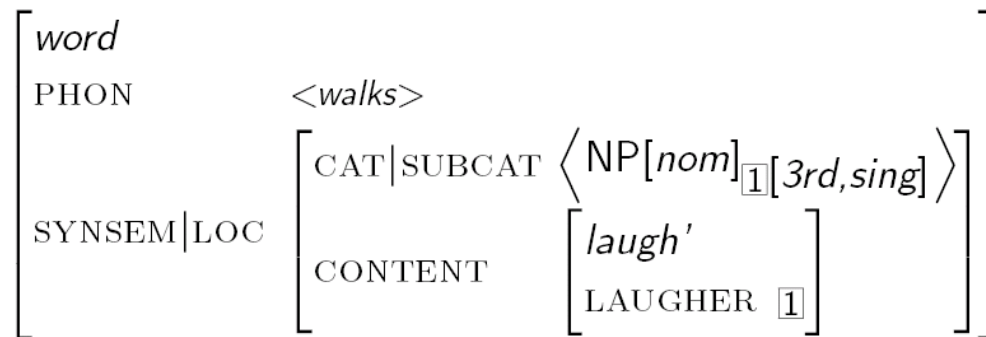 word
PHON <walks>
CAT|SUBCAT ⟨NP[nom]1[3rd,sing]⟩
SYNSEM|LOC
laugh’
CONTENT
LAUGHER 1